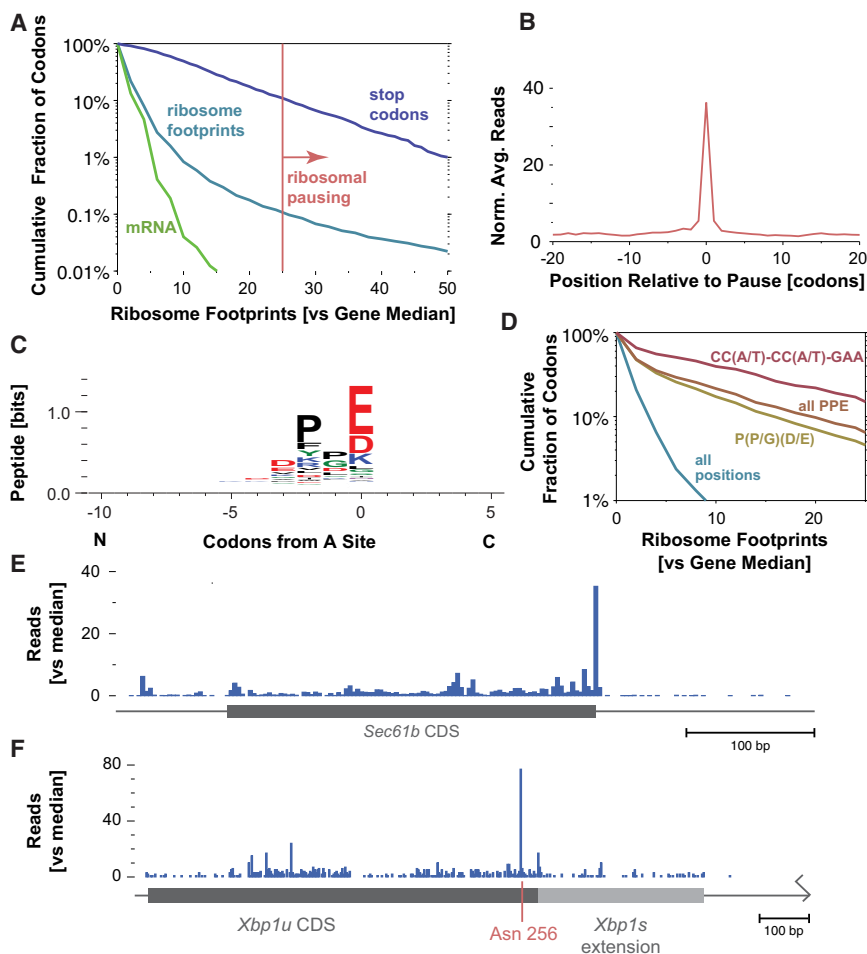 A
Cumulative Fraction of Codons
100%
10%
1%
0.1%
0.01%
stop
codons
ribosome
footprints
ribosomal
pausing
mRNA
0 10 20 30 40 50
Ribosome Footprints [vs Gene Median]
B
Norm. Avg. Reads
40
20
0
-20 -10 0 10 20
Position Relative to Pause [codons]
C
Peptide [bits]
1.0
0.0
P
E
D
K
P
G
D
-10 -5 0 5
N Codons from A Site C
D
Cumulative
Fraction of Codons
100%
10%
1%
CC(A/T)-CC(A/T)-GAA
all PPE
P(P/G)(D/E)
all
positions
0 10 20
Ribosome Footprints
[vs Gene Median]
E
Reads
[vs median]
40
20
0
Sec61b CDS
100 bp
F
Reads
[vs median]
80
40
0
Xbp1u CDS
Asn 256
Xbp1s
extension
100 bp